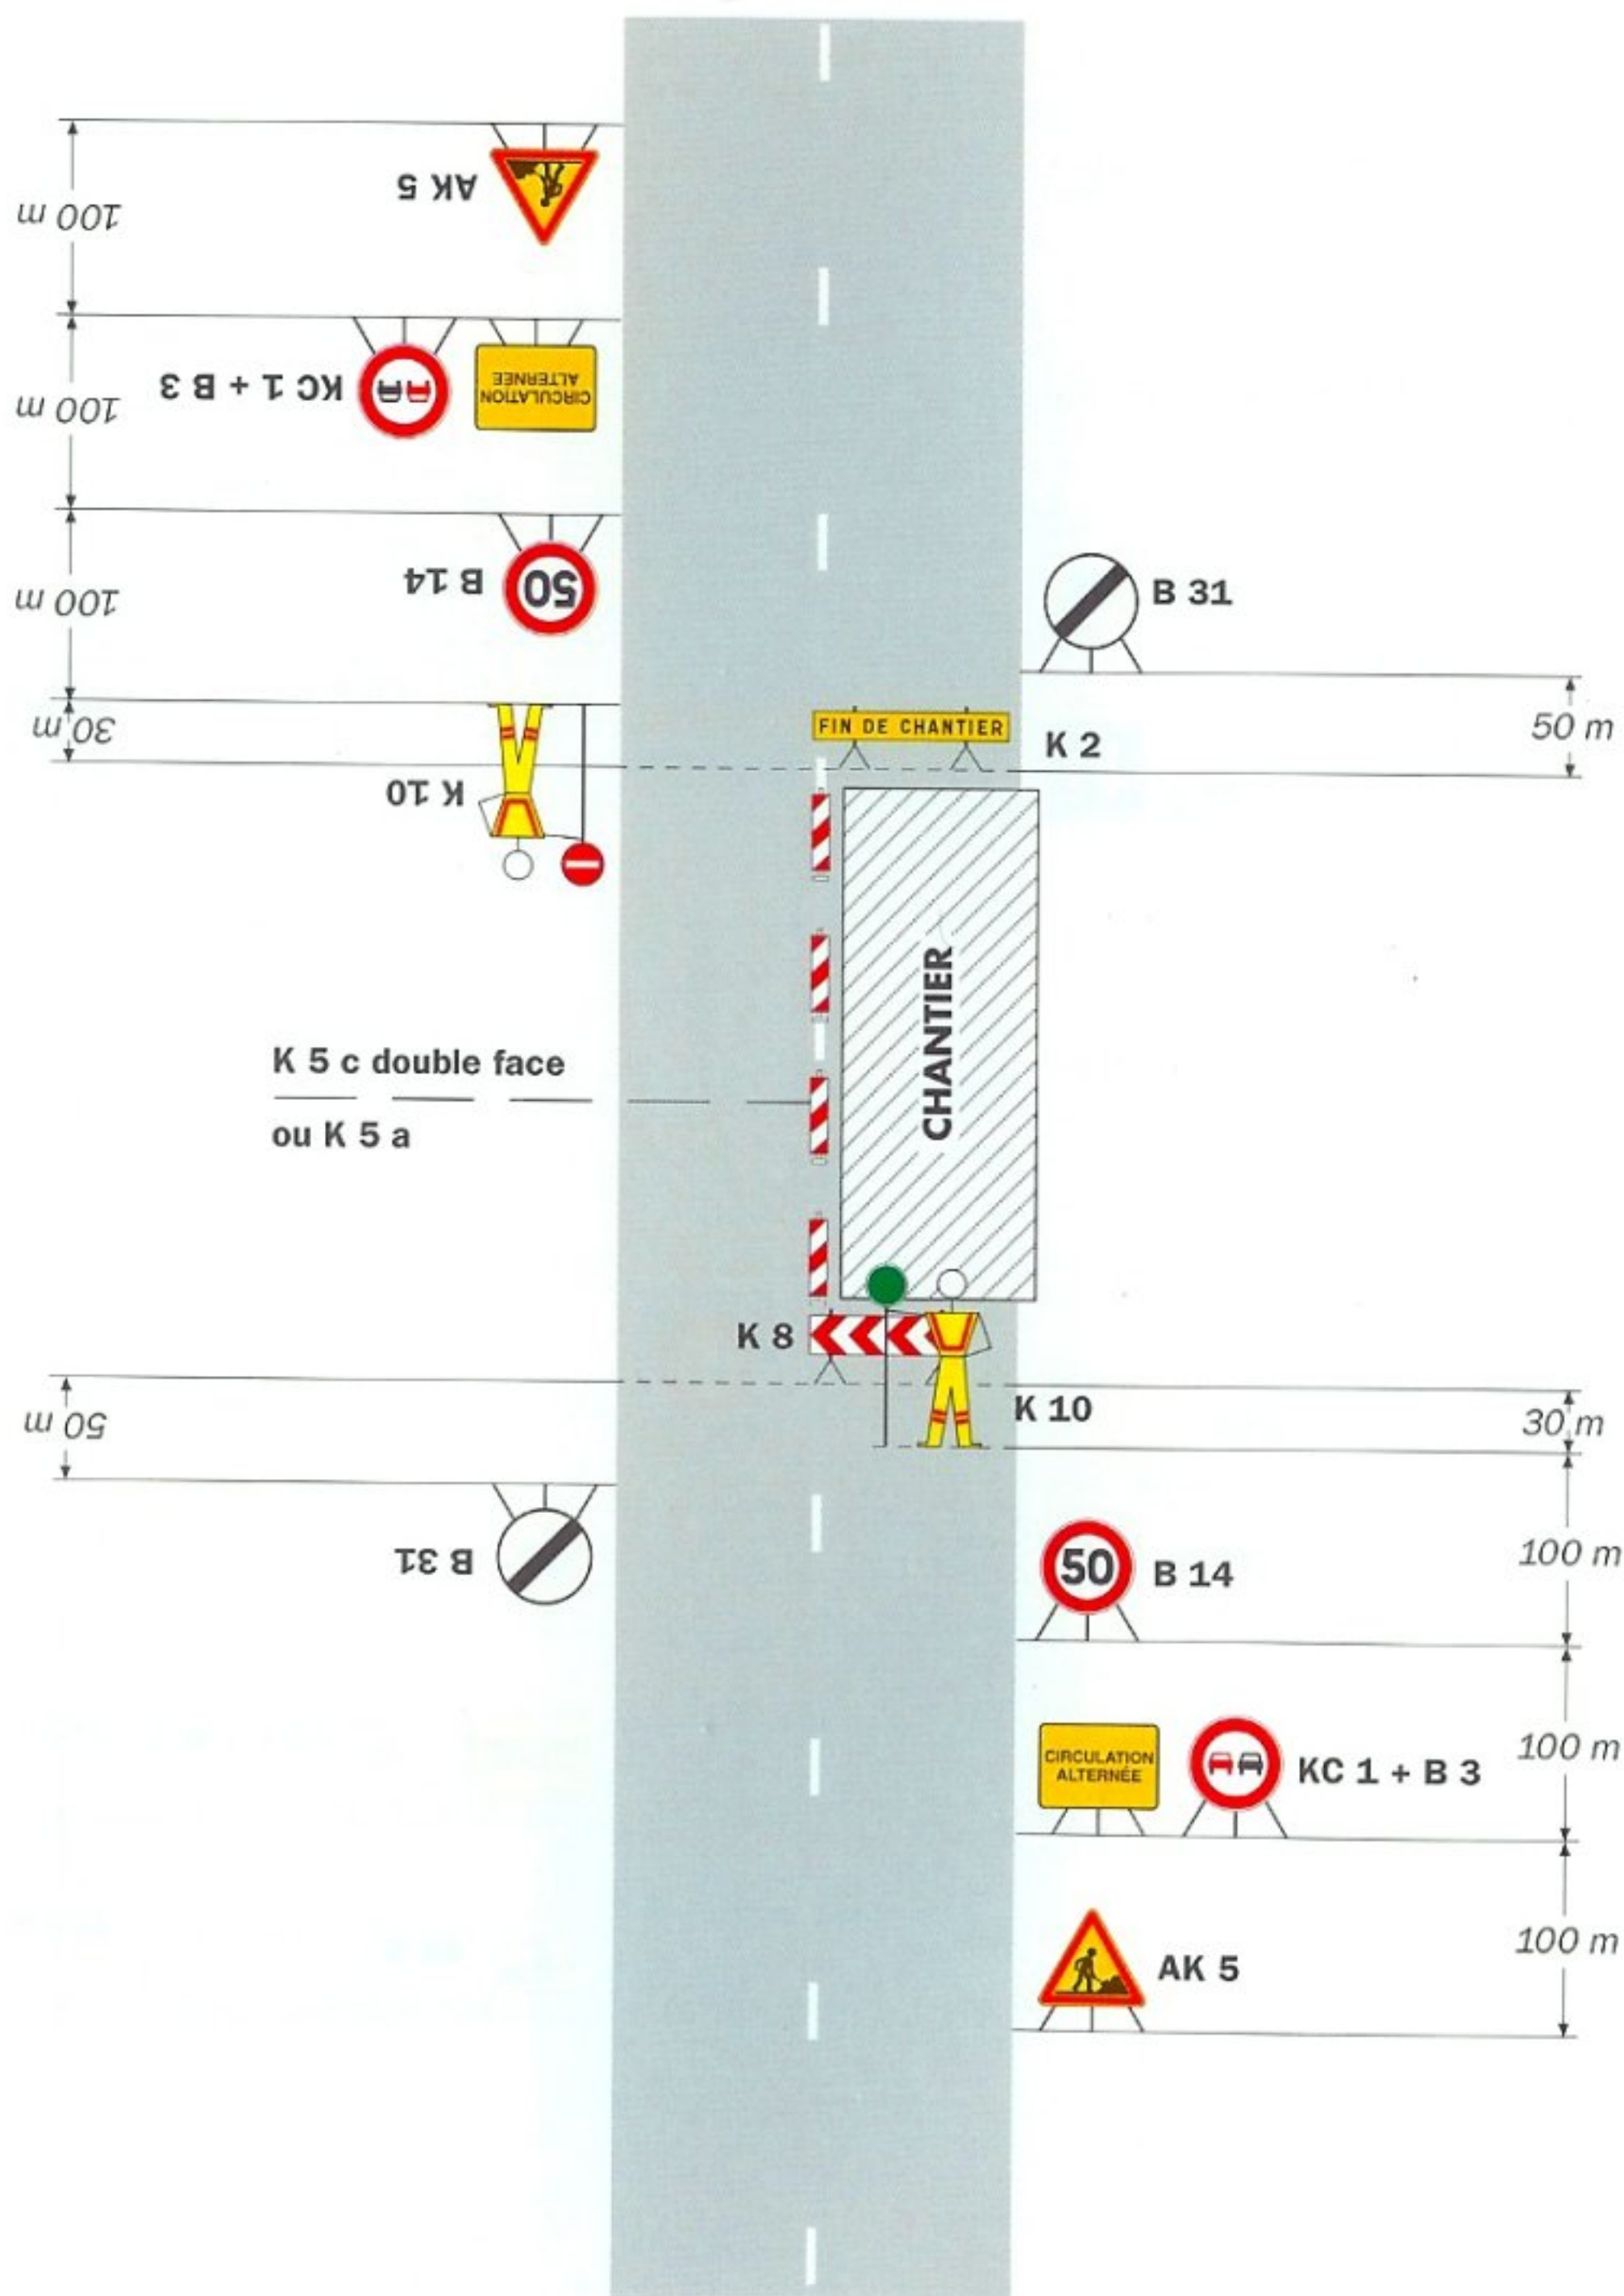 AK 5
100 m
KC 1 + B 3
CIRCULATION
ALTERNÉE
100 m
50
B 14
100 m
B 31
30 m
FIN DE CHANTIER
K 2
50 m
K 10
CHANTIER
K 5 c double face
ou K 5 a
K 8
K 10
50 m
30 m
B 31
50
B 14
100 m
CIRCULATION
ALTERNÉE
KC 1 + B 3
100 m
AK 5
100 m